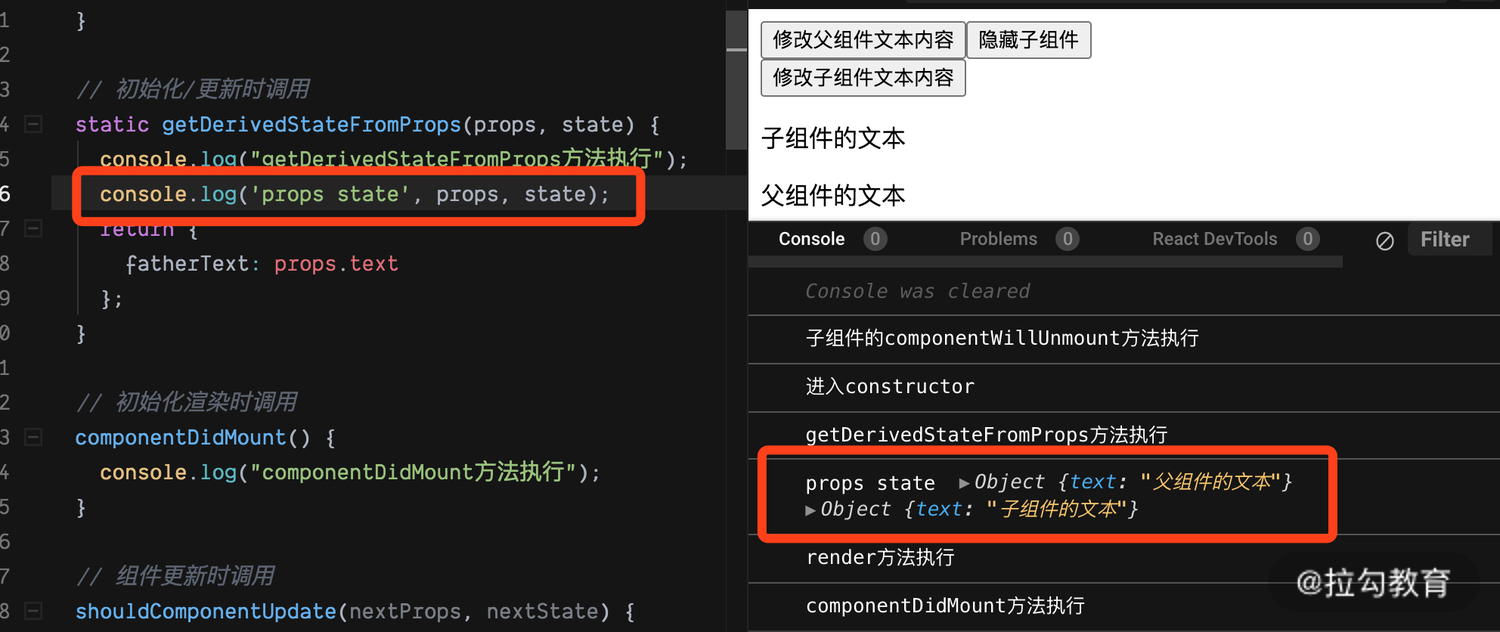 1 }
2
3 // 初始化/更新时调用
4 static getDerivedStateFromProps(props, state) {
5 console.log("getDerivedStateFromProps方法执行");
6 console.log('props state', props, state);
7 return {
8 fatherText: props.text
9 };
0 }
1
2 // 初始化渲染时调用
3 componentDidMount() {
4 console.log("componentDidMount方法执行");
5 }
6
7 // 组件更新时调用
8 shouldComponentUpdate(nextProps, nextState) {
修改父组件文本内容 隐藏子组件
修改子组件文本内容
子组件的文本
父组件的文本
Console 0 Problems 0 React DevTools 0 Filter
Console was cleared
子组件的componentWillUnmount方法执行
进入constructor
getDerivedStateFromProps方法执行
props state ▶Object {text: "父组件的文本"}
▶Object {text: "子组件的文本"}
render方法执行
componentDidMount方法执行
@拉勾教育